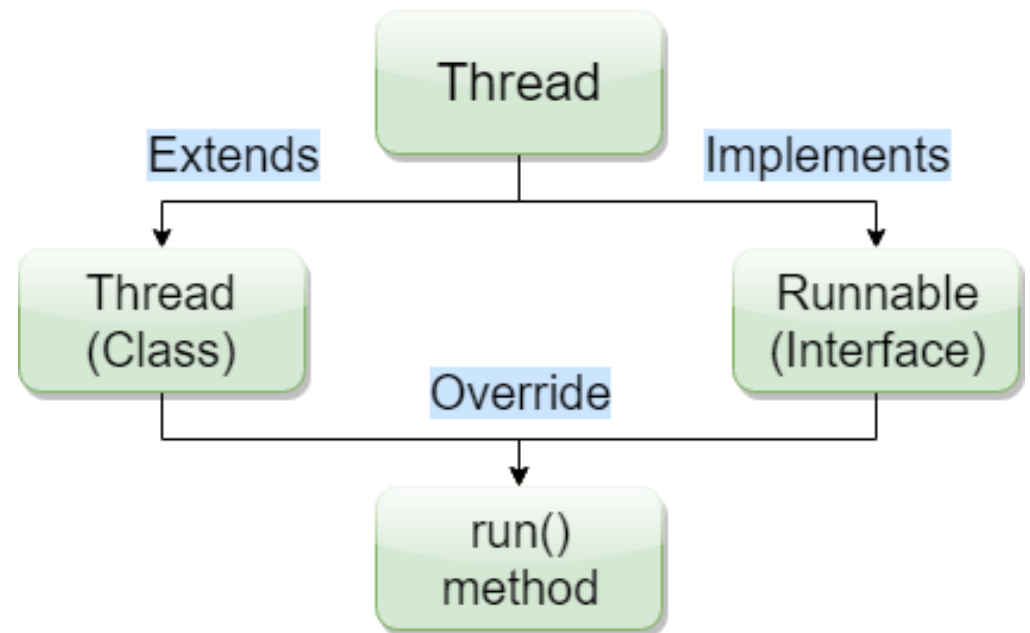 Thread
Extends
Implements
Thread
(Class)
Runnable
(Interface)
Override
run()
method